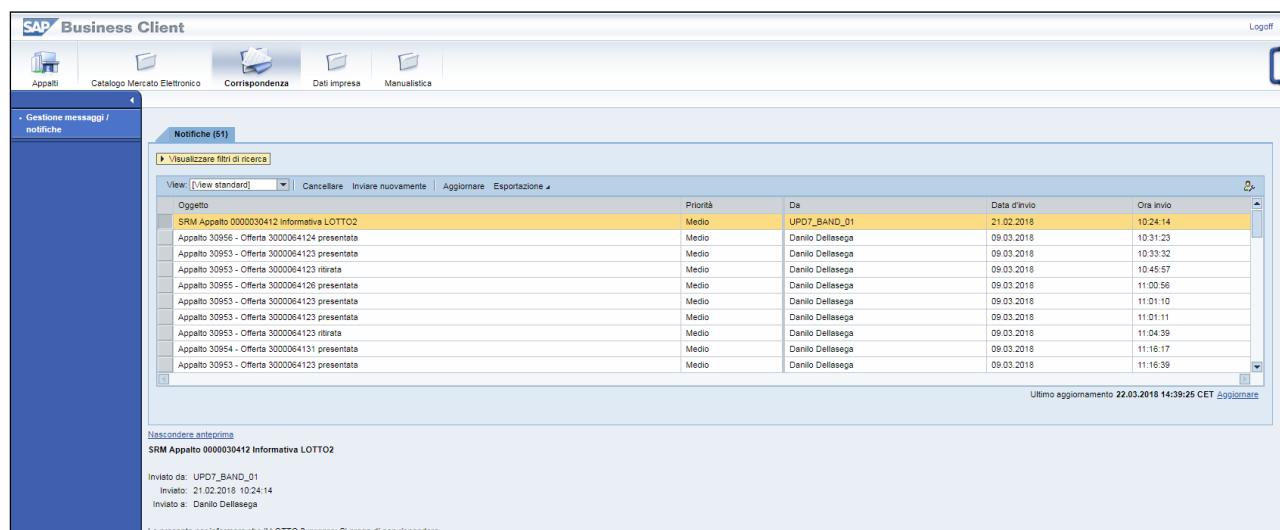 SAP Business Client
Logoff
Appalti Catalogo Mercato Elettronico Corrispondenza Dati impresa Manualistica
Gestione messaggi /
notifiche
Notifiche (51)
Visualizzare filtri di ricerca
View: [View standard] Cancellare Inviare nuovamente Aggiornare Esportazione
Oggetto Priorità Da Data d'invio Ora invio
SRM Appalto 0000030412 Informativa LOTTO2 Medio UPD7_BAND_01 21.02.2018 10:24:14
Appalto 30956 - Offerta 3000064124 presentata Medio Danilo Dellasega 09.03.2018 10:31:23
Appalto 30953 - Offerta 3000064123 presentata Medio Danilo Dellasega 09.03.2018 10:33:32
Appalto 30953 - Offerta 3000064123 ritirata Medio Danilo Dellasega 09.03.2018 10:45:57
Appalto 30955 - Offerta 3000064126 presentata Medio Danilo Dellasega 09.03.2018 11:00:56
Appalto 30953 - Offerta 3000064123 presentata Medio Danilo Dellasega 09.03.2018 11:01:10
Appalto 30953 - Offerta 3000064123 presentata Medio Danilo Dellasega 09.03.2018 11:01:11
Appalto 30953 - Offerta 3000064123 ritirata Medio Danilo Dellasega 09.03.2018 11:04:39
Appalto 30954 - Offerta 3000064131 presentata Medio Danilo Dellasega 09.03.2018 11:16:17
Appalto 30953 - Offerta 3000064123 presentata Medio Danilo Dellasega 09.03.2018 11:16:39
Ultimo aggiornamento 22.03.2018 14:39:25 CET Aggiornare
Nascondere anteprima
SRM Appalto 0000030412 Informativa LOTTO2
Inviato da: UPD7_BAND_01
Inviato: 21.02.2018 10:24:14
Inviato a: Danilo Dellasega